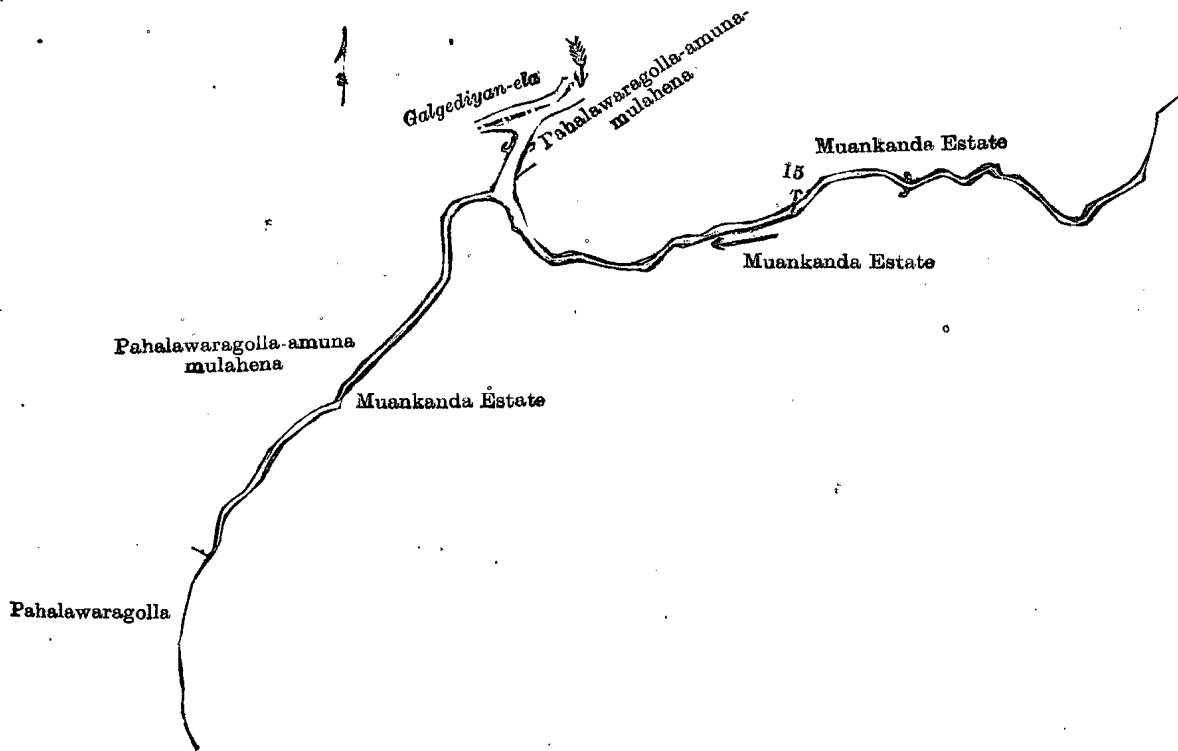 Galgediyan-ela
Pahalawaragolla-amuna-
mulahena
Muankanda Estate
15
Muankanda Estate
Pahalawaragolla-amuna
mulahena
Muankanda Estate
Pahalawaragolla